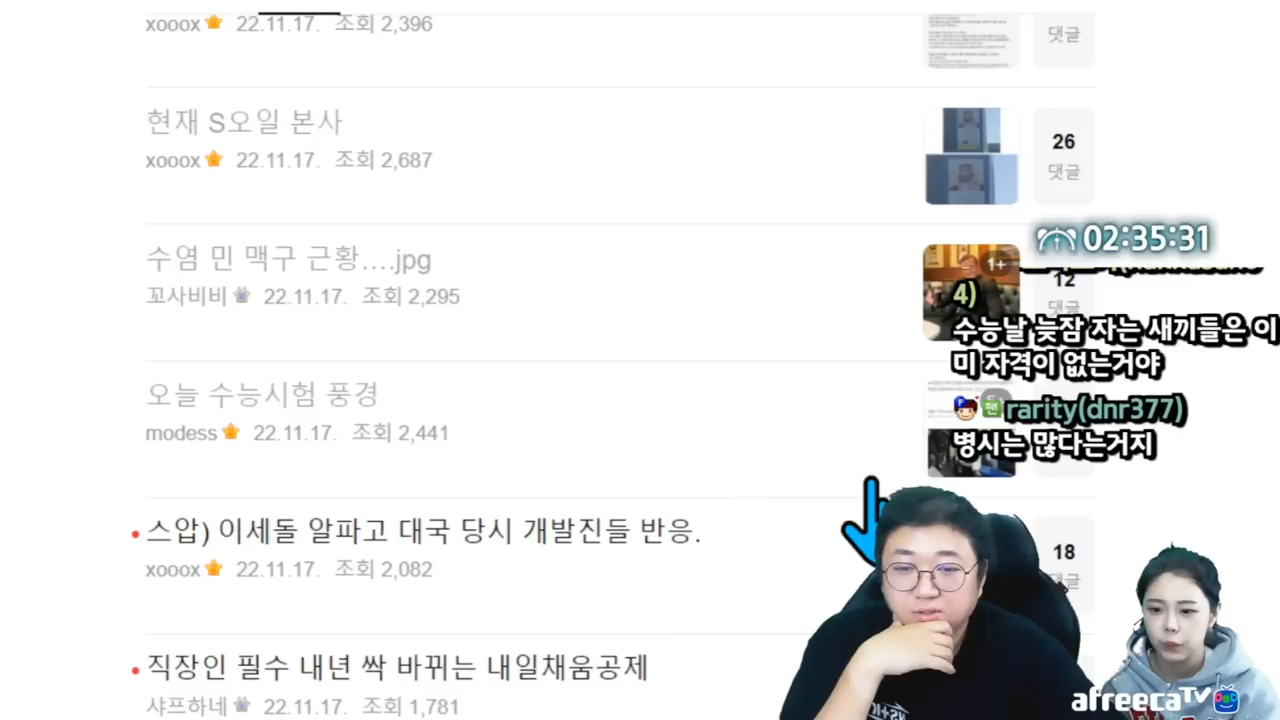 xooox 22.11.17. 조회 2,396
댓글
현재 S오일 본사
xooox 22.11.17. 조회 2,687
26
댓글
02:35:31
수염 민 맥구 근황....jpg
꼬사비비 22.11.17. 조회 2,295
1+
12
댓글
4)
수능날 늦잠 자는 새끼들은 이
미 자격이 없는거야
오늘 수능시험 풍경
modess 22.11.17. 조회 2,441
팬 rarity(dnr377)
병시는 많다는거지
스압) 이세돌 알파고 대국 당시 개발진들 반응.
xooox 22.11.17. 조회 2,082
18
댓글
직장인 필수 내년 싹 바뀌는 내일채움공제
샤프하네 22.11.17. 조회 1,781
afreecaTV